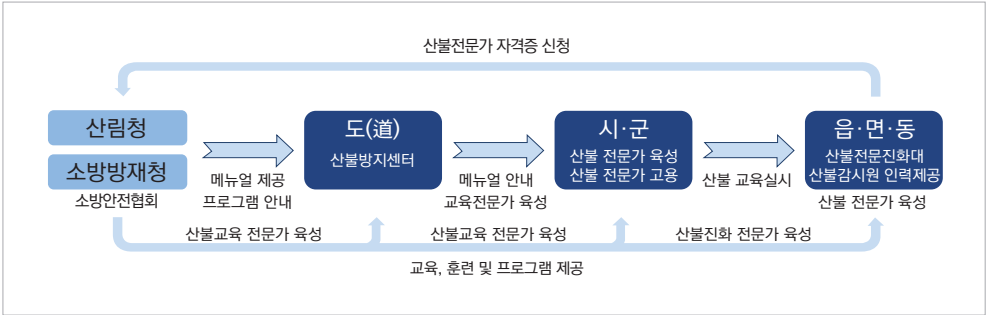 산불전문가 자격증 신청
산림청
소방방재청
소방안전협회
메뉴얼 제공
프로그램 안내
도(道)
산불방지센터
메뉴얼 안내
교육전문가 육성
시·군
산불 전문가 육성
산불 전문가 고용
산불 교육실시
읍·면·동
산불전문진화대
산불감시원 인력제공
산불 전문가 육성
산불교육 전문가 육성
산불교육 전문가 육성
산불진화 전문가 육성
교육, 훈련 및 프로그램 제공